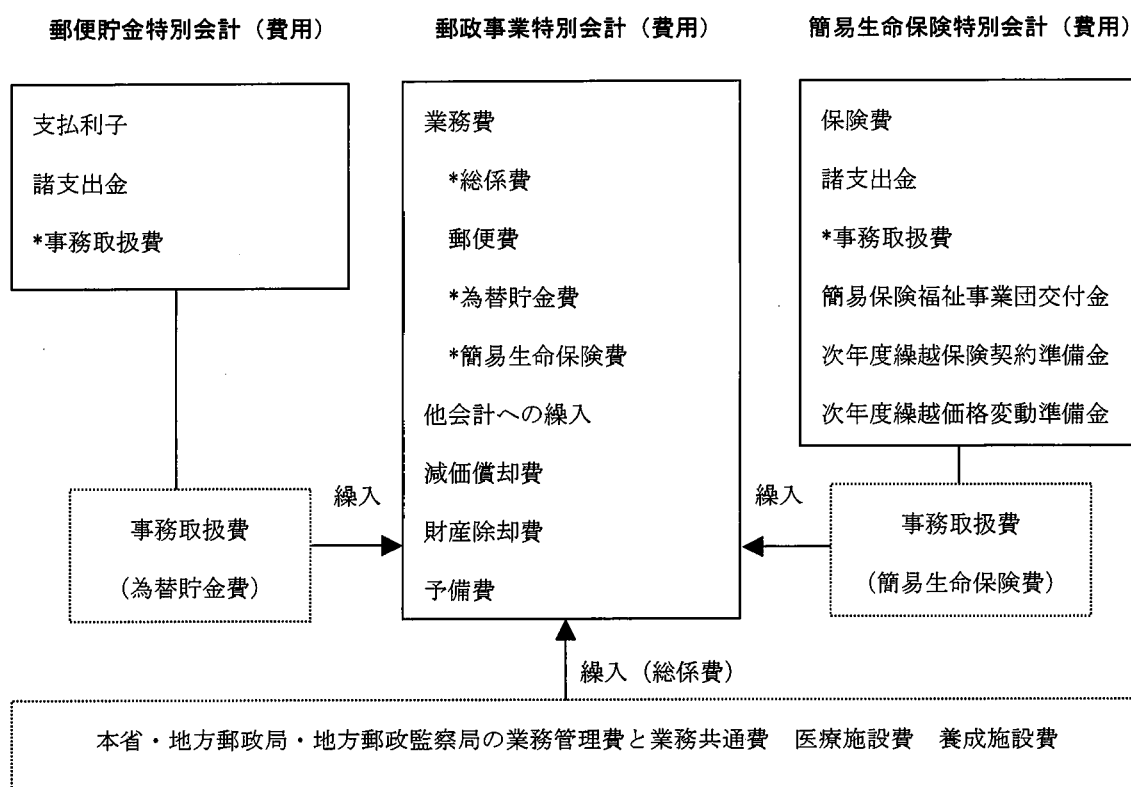 郵便貯金特別会計（費用）
支払利子
諸支出金
*事務取扱費
郵政事業特別会計（費用）
業務費
*総係費
郵便費
*為替貯金費
*簡易生命保険費
他会計への繰入
減価償却費
財産除却費
予備費
簡易生命保険特別会計（費用）
保険費
諸支出金
*事務取扱費
簡易保険福祉事業団交付金
次年度繰越保険契約準備金
次年度繰越価格変動準備金
事務取扱費
(為替貯金費)
繰入
繰入
事務取扱費
(簡易生命保険費)
繰入（総係費）
本省・地方郵政局・地方郵政監察局の業務管理費と業務共通費　医療施設費　養成施設費